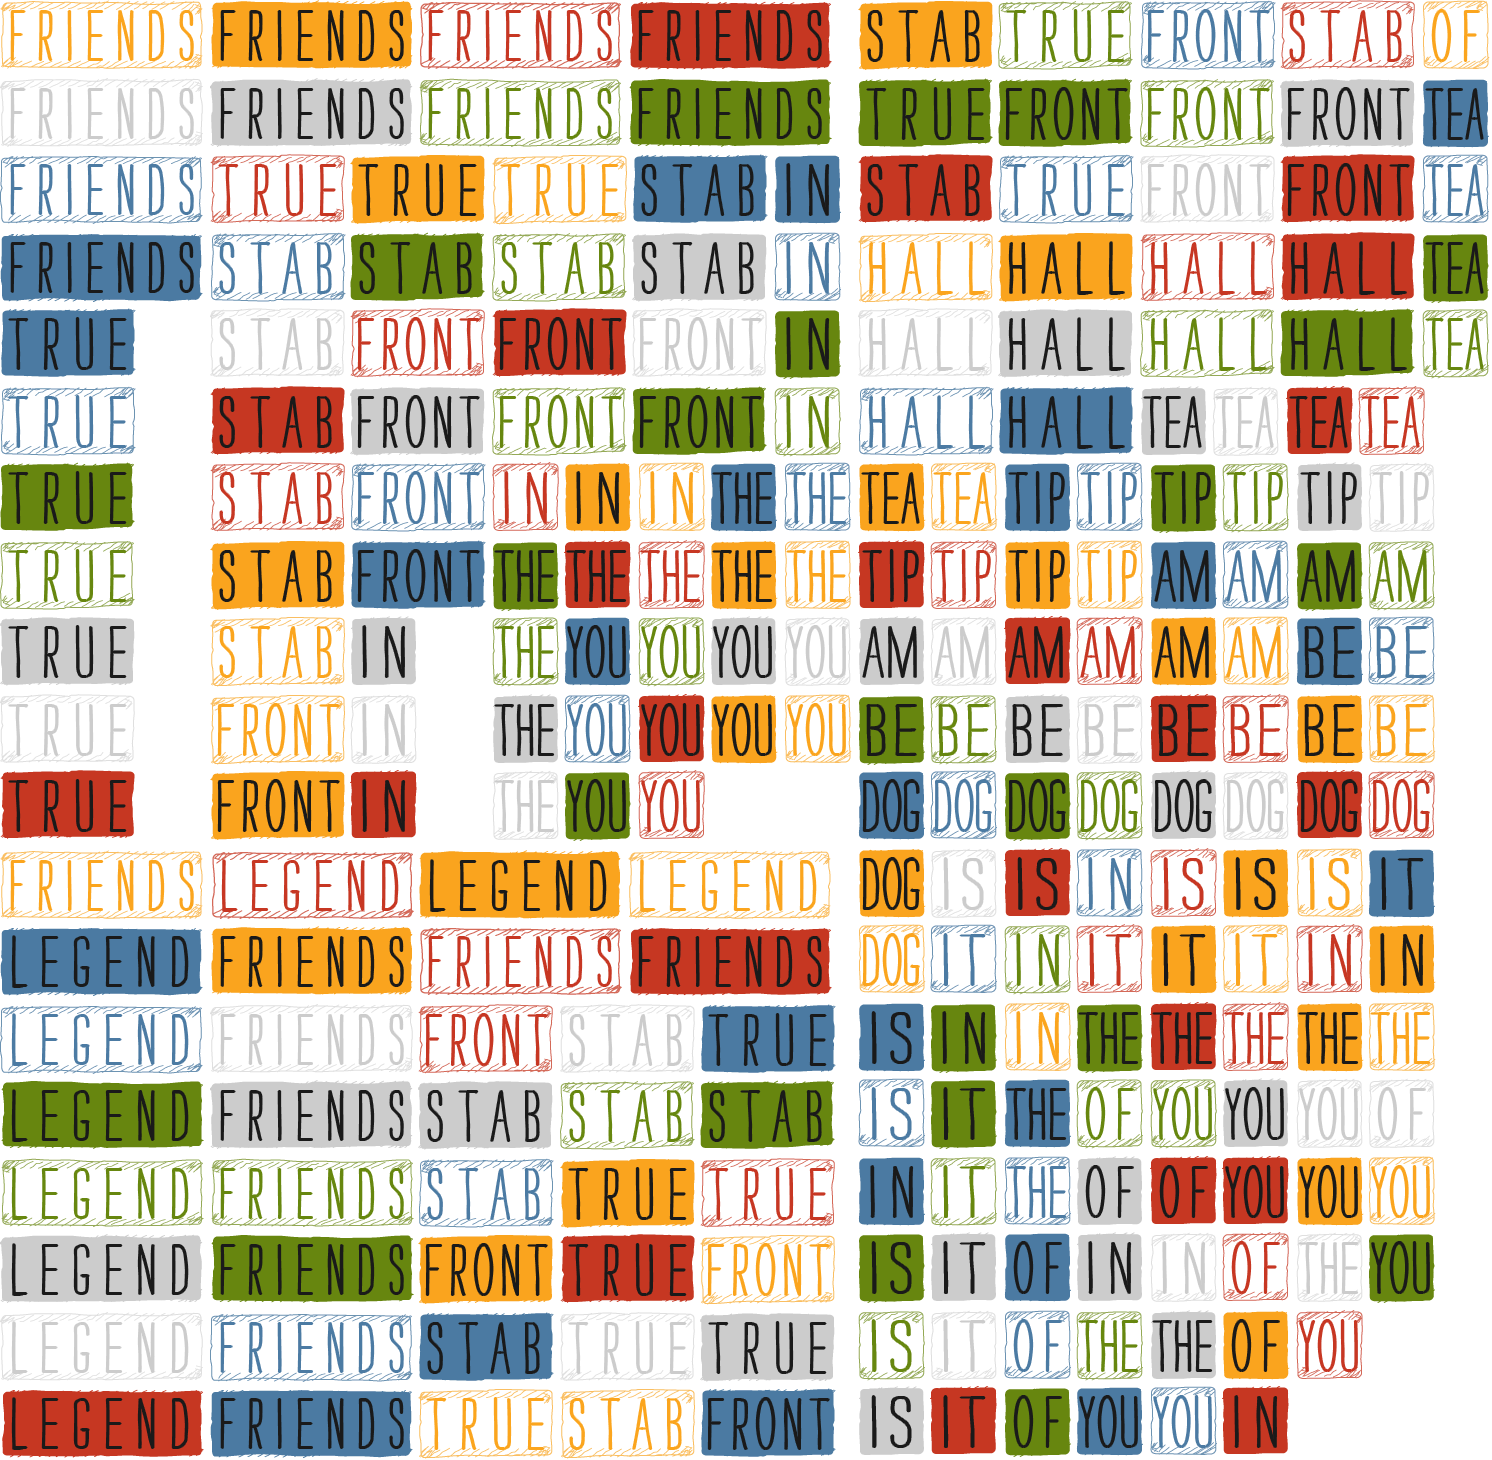 FRIENDS FRIENDS FRIENDS FRIENDS STAB TRUE FRONT STAB OF
FRIENDS FRIENDS FRIENDS FRIENDS TRUE FRONT FRONT FRONT TEA
FRIENDS TRUE TRUE TRUE STAB IN STAB TRUE FRONT FRONT TEA
FRIENDS STAB STAB STAB STAB IN HALL HALL HALL HALL TEA
TRUE STAB FRONT FRONT FRONT IN HALL HALL HALL HALL TEA
TRUE STAB FRONT FRONT FRONT IN HALL HALL TEA TEA TEA TEA
TRUE STAB FRONT IN IN IN THE THE TEA TEA TIP TIP TIP TIP TIP TIP
TRUE STAB FRONT THE THE THE THE THE TIP TIP TIP TIP AM AM AM AM
TRUE STAB IN THE YOU YOU YOU YOU AM AM AM AM AM AM BE BE
TRUE FRONT IN THE YOU YOU YOU YOU BE BE BE BE BE BE BE BE
TRUE FRONT IN THE YOU YOU DOG DOG DOG DOG DOG DOG DOG DOG
FRIENDS LEGEND LEGEND LEGEND DOG IS IS IN IS IS IS IT
LEGEND FRIENDS FRIENDS FRIENDS DOG IT IN IT IT IT IN IN
LEGEND FRIENDS FRONT STAB TRUE IS IN IN THE THE THE THE THE
LEGEND FRIENDS STAB STAB STAB IS IT THE OF YOU YOU YOU OF
LEGEND FRIENDS STAB TRUE TRUE IN IT THE OF OF YOU YOU YOU
LEGEND FRIENDS FRONT TRUE FRONT IS IT OF IN IN OF THE YOU
LEGEND FRIENDS STAB TRUE TRUE IS IT OF THE THE OF YOU
LEGEND FRIENDS TRUE STAB FRONT IS IT OF YOU YOU IN